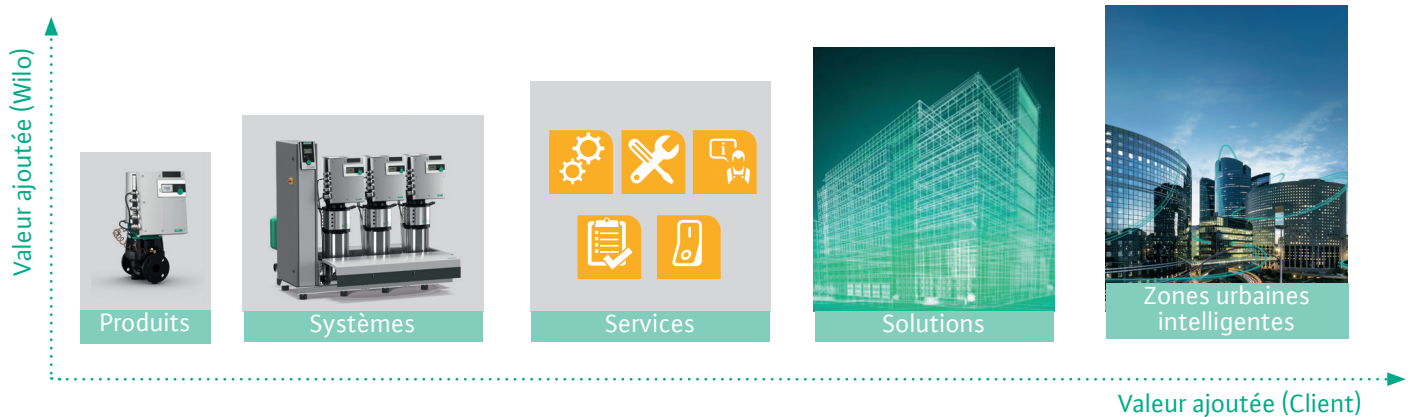 Valeur ajoutée (Wilo)
Produits
Systèmes
Services
Solutions
Zones urbaines
intelligentes
Valeur ajoutée (Client)